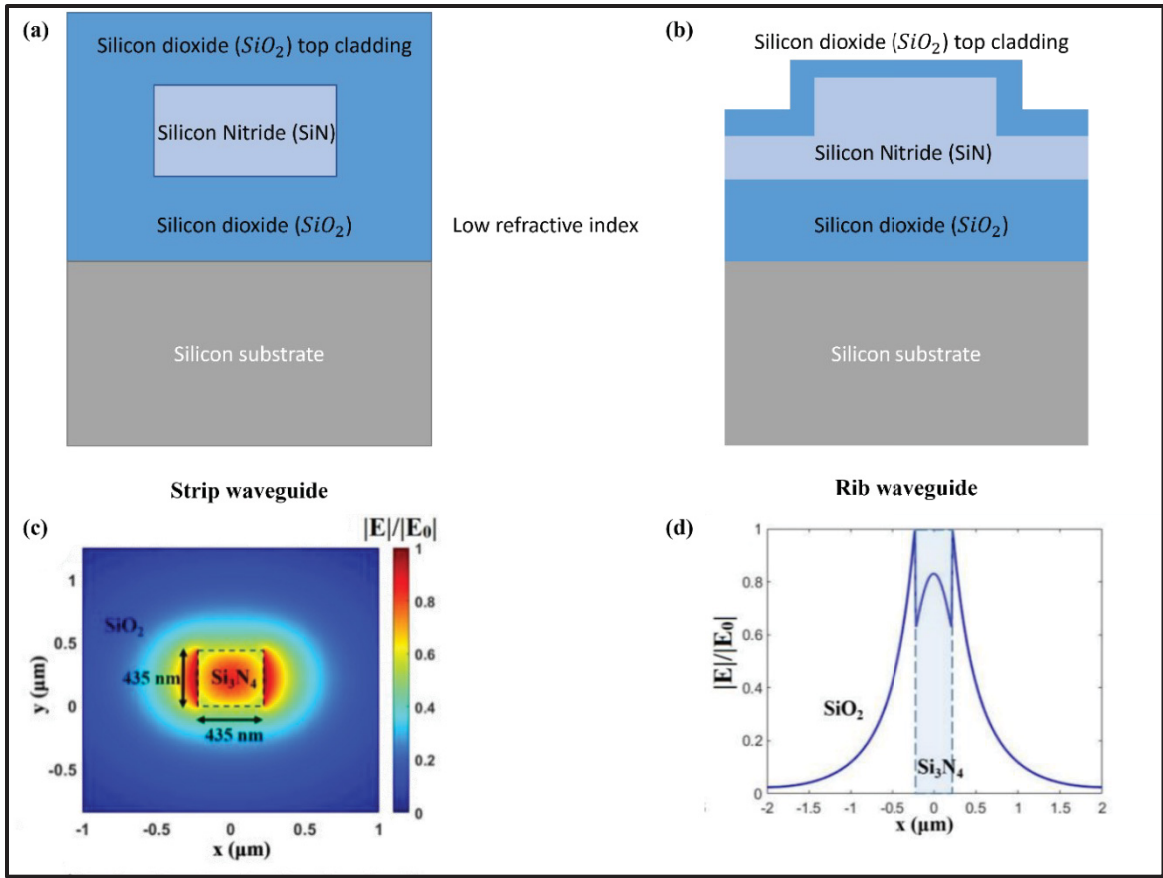 (a)
Silicon dioxide (SiO₂) top cladding
Silicon Nitride (SiN)
Silicon dioxide (SiO₂)
Silicon substrate
Strip waveguide
Low refractive index
(b)
Silicon dioxide (SiO₂) top cladding
Silicon Nitride (SiN)
Silicon dioxide (SiO₂)
Silicon substrate
Rib waveguide
(c)
|E|/|E₀|
1
0.8
0.6
0.4
0.2
0
y (μm)
1
0.5
0
-0.5
SiO₂
435 nm
Si₃N₄
435 nm
-1
-0.5
0
0.5
1
x (μm)
(d)
|E|/|E₀|
1
0.8
0.6
0.4
0.2
0
SiO₂
Si₃N₄
-2
-1.5
-1
-0.5
0
0.5
1
1.5
2
x (μm)